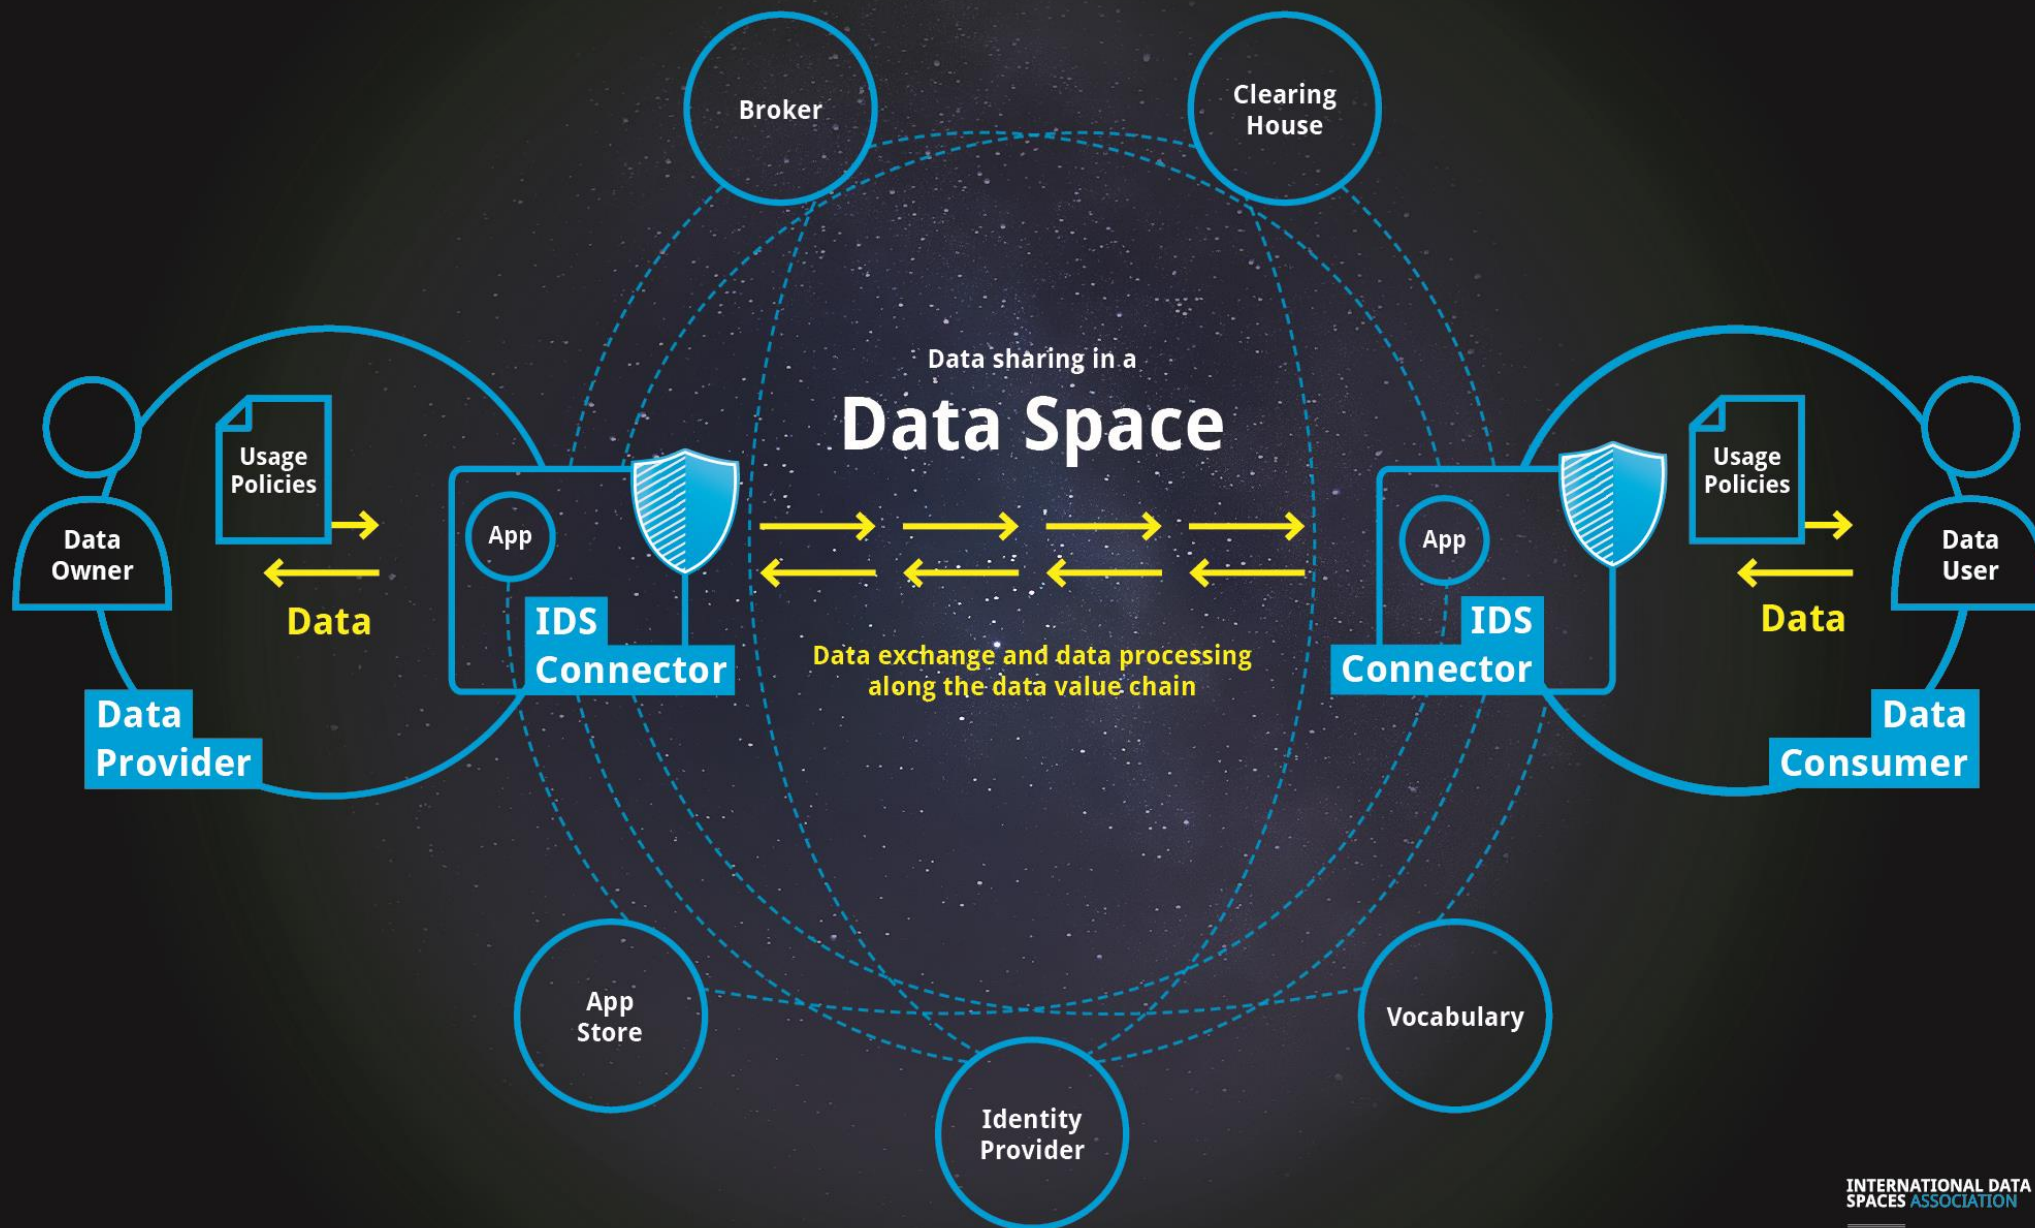 Broker
Clearing
House
Data sharing in a
Data Space
Usage
Policies
App
Data
Owner
Data
IDS
Connector
Data
Provider
Data exchange and data processing
along the data value chain
App
IDS
Connector
Usage
Policies
Data
User
Data
Data
Consumer
App
Store
Vocabulary
Identity
Provider
INTERNATIONAL DATA
SPACES ASSOCIATION